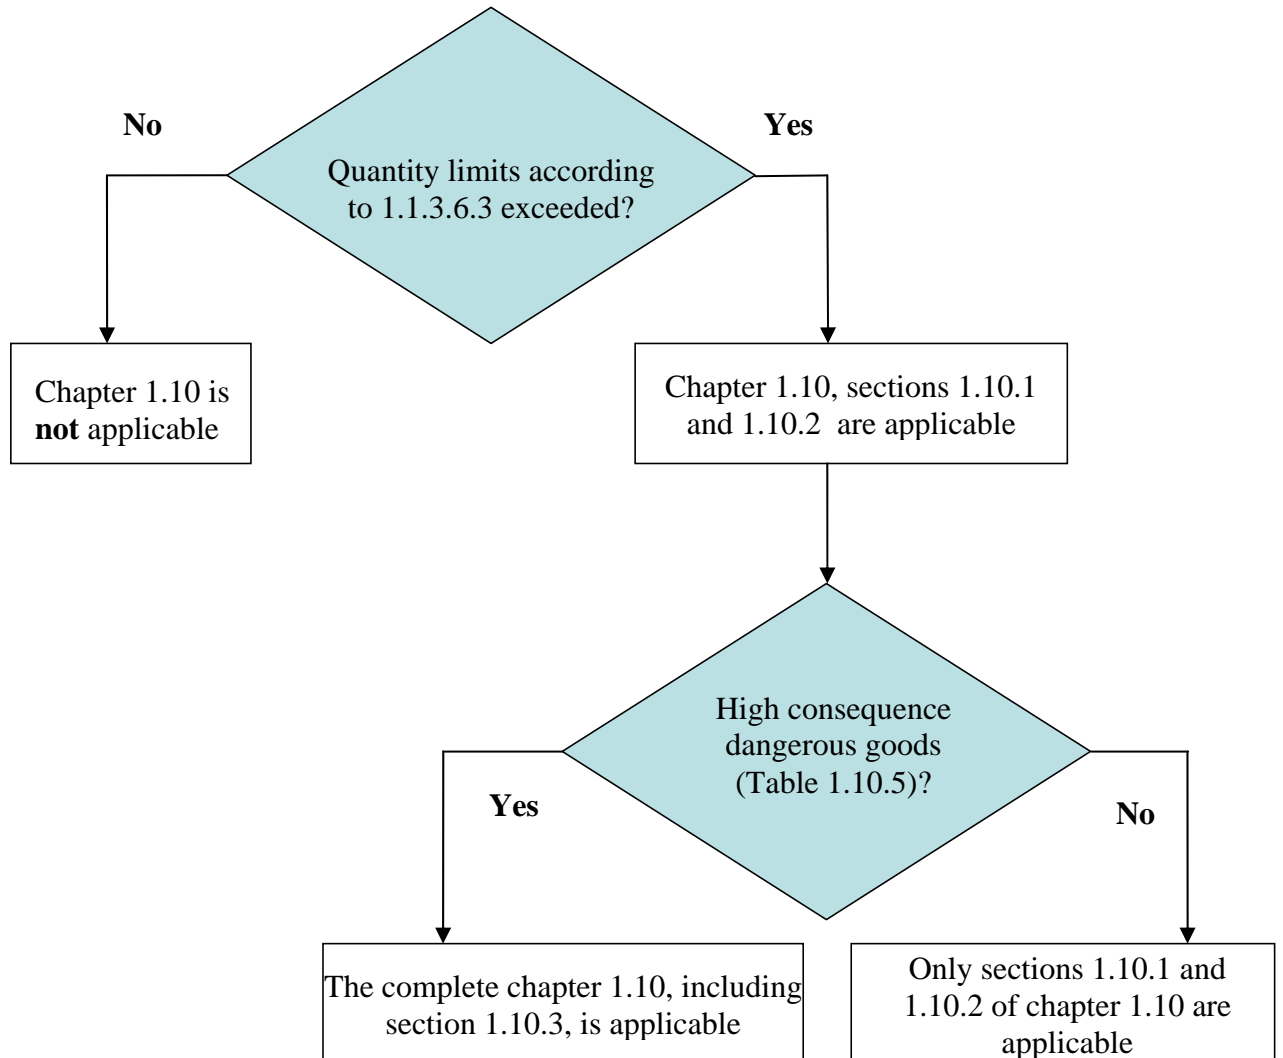 No
Yes
Quantity limits according
to 1.1.3.6.3 exceeded?
Chapter 1.10 is
not applicable
Chapter 1.10, sections 1.10.1
and 1.10.2 are applicable
High consequence
dangerous goods
(Table 1.10.5)?
Yes
No
The complete chapter 1.10, including
section 1.10.3, is applicable
Only sections 1.10.1 and
1.10.2 of chapter 1.10 are
applicable